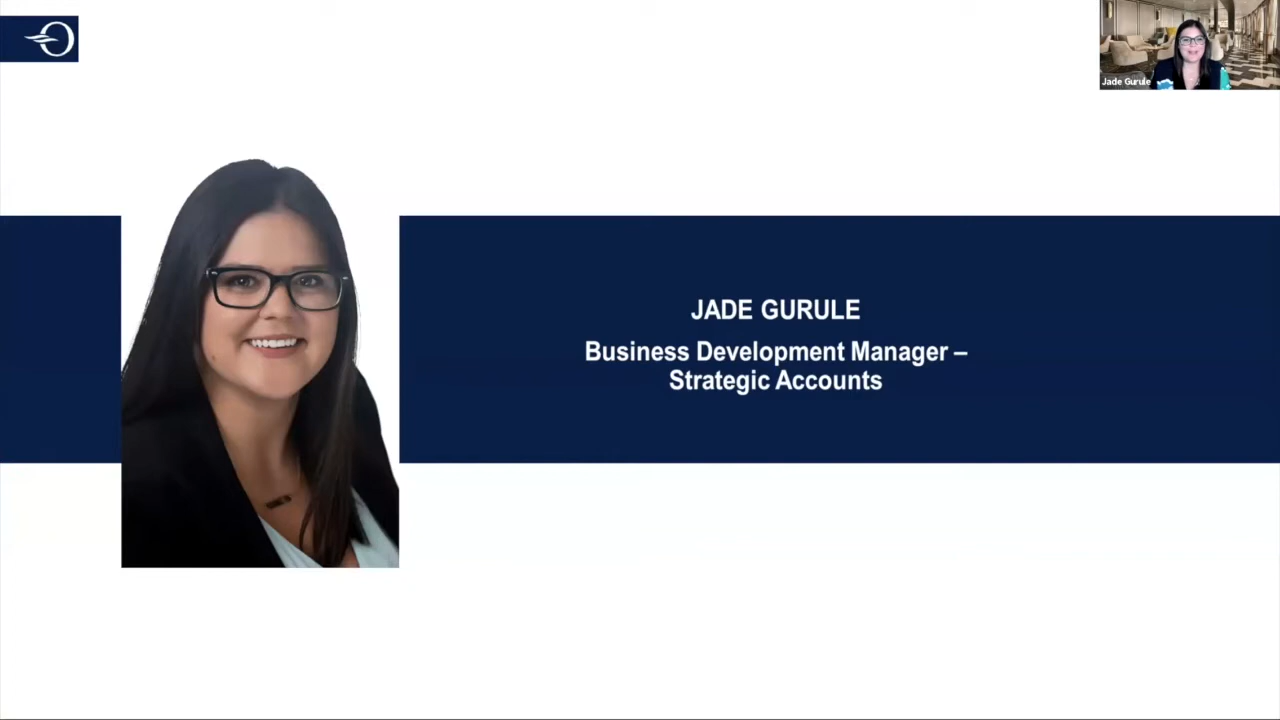 Jade Gurule
JADE GURULE
Business Development Manager –
Strategic Accounts